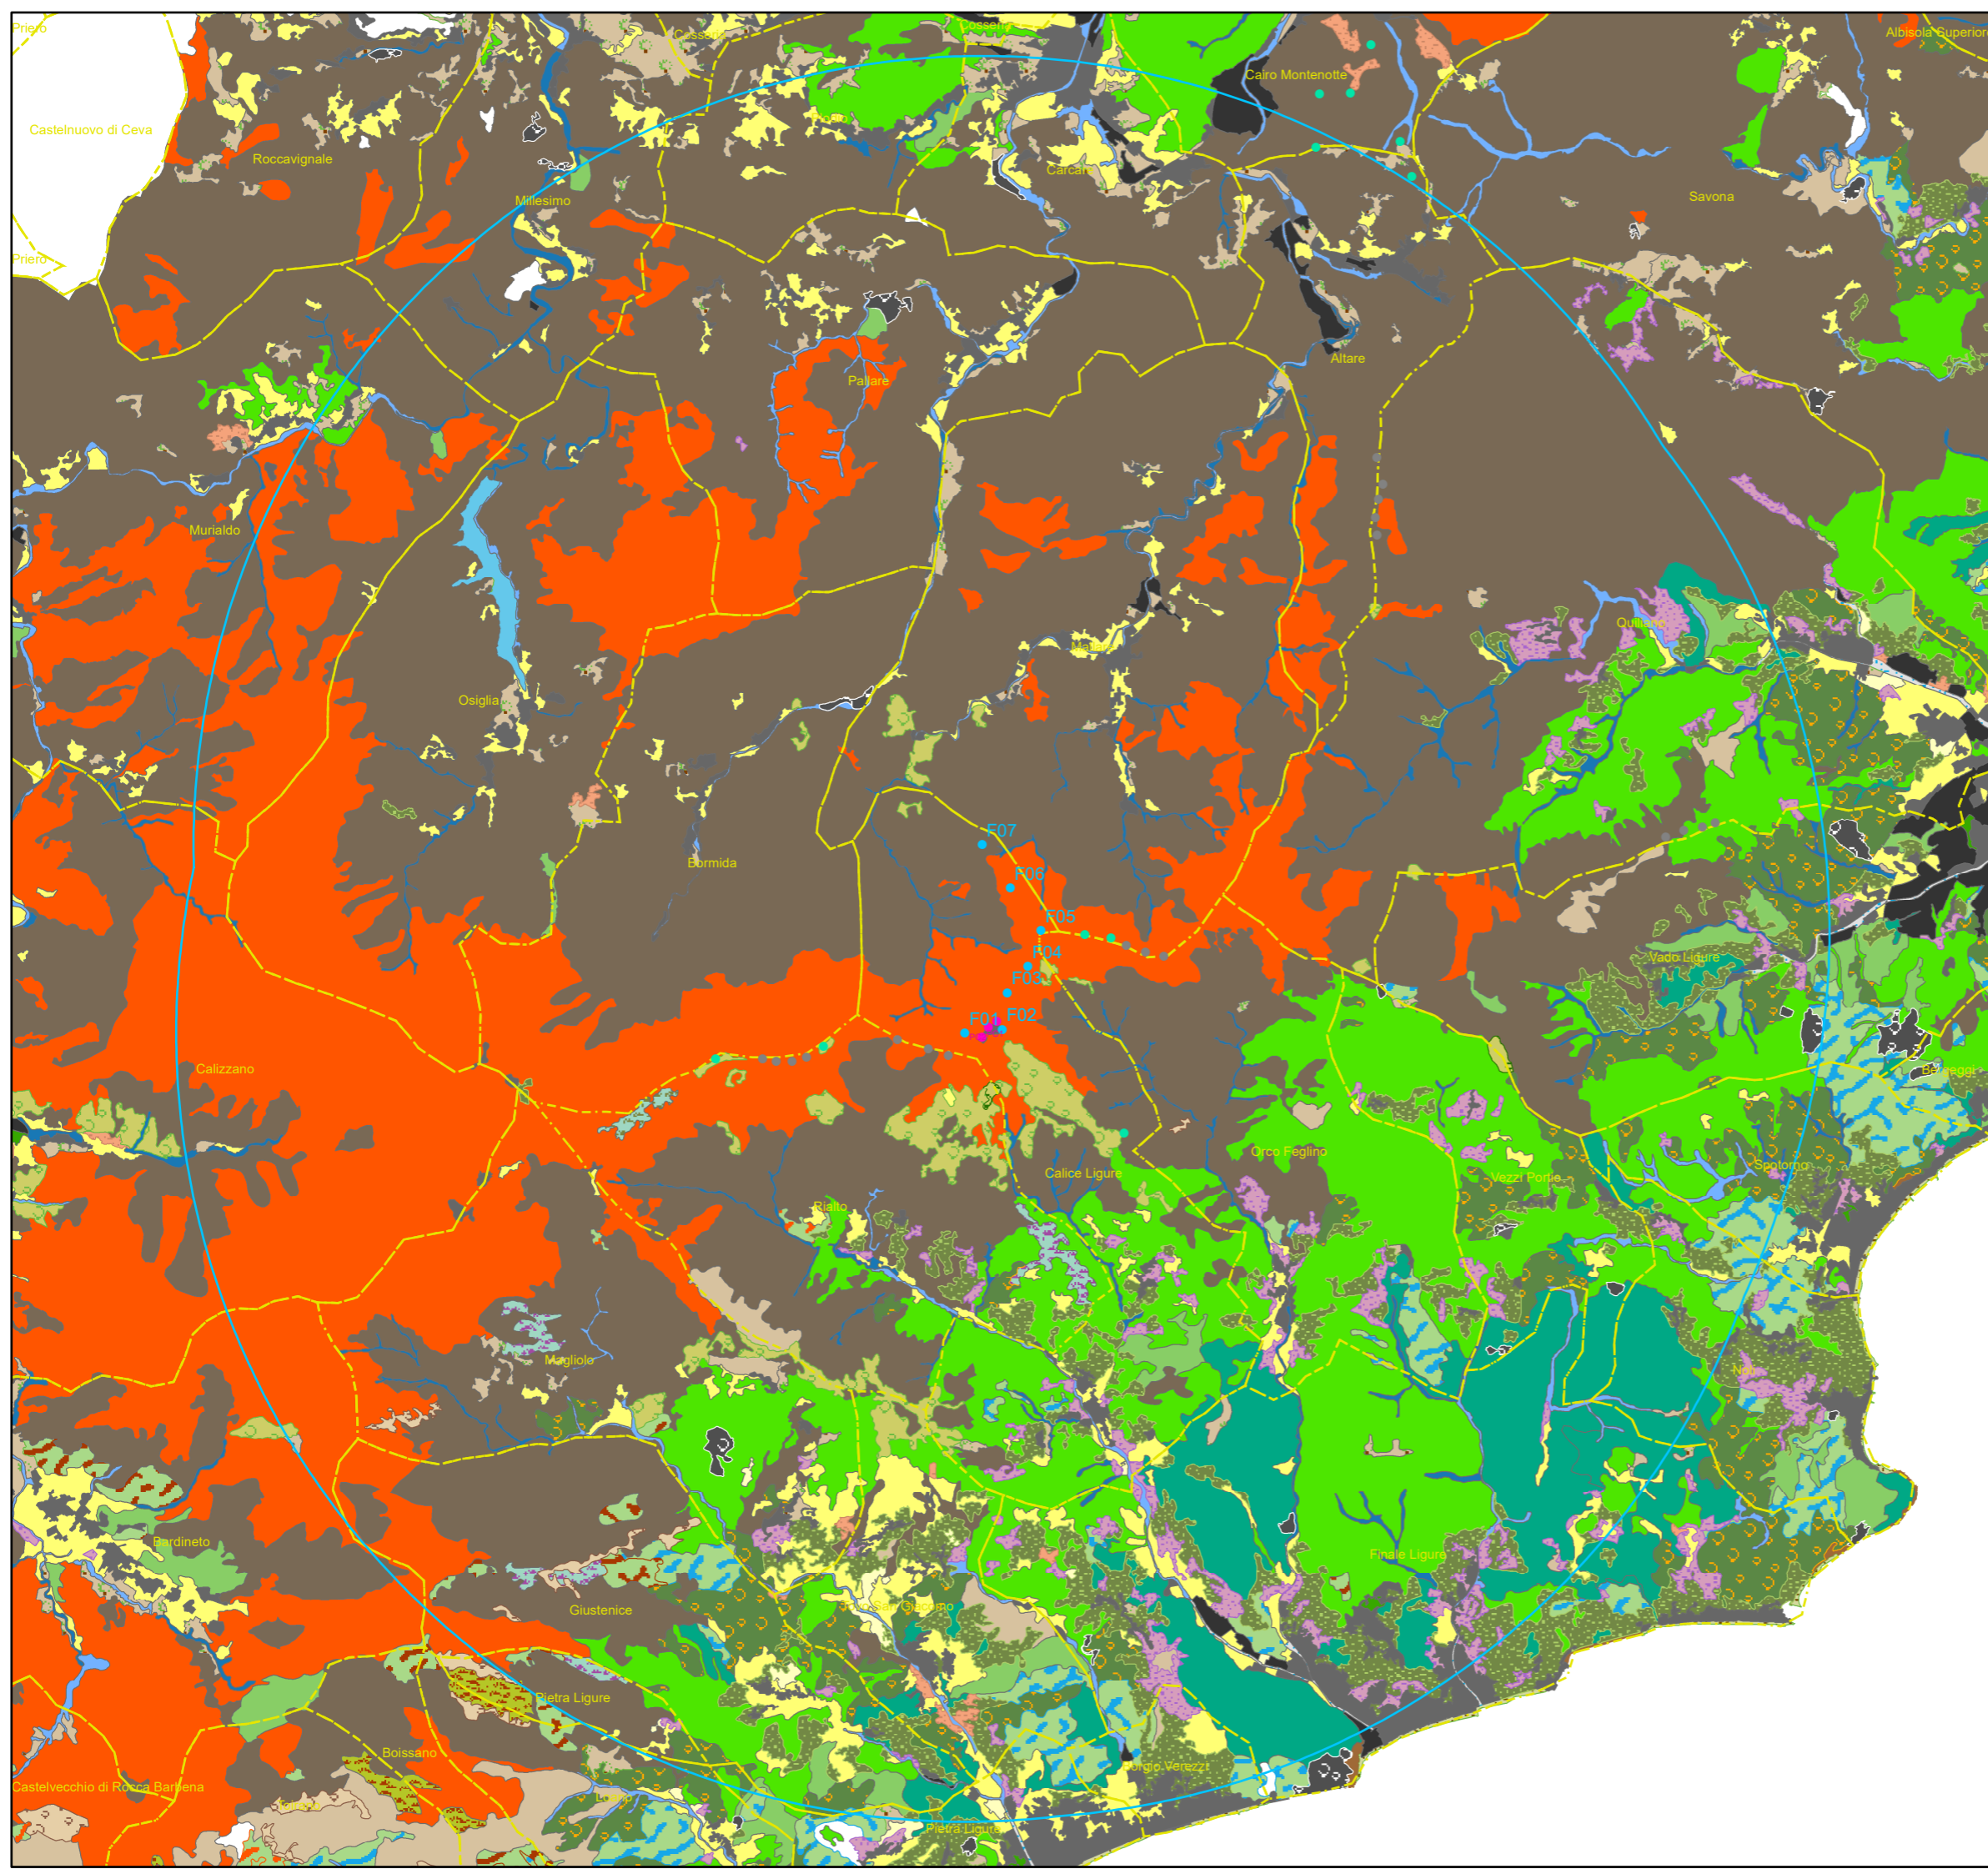 Priero
Cosseria
Cosseria
Albisola Superiore
Cairo Montenotte
Castelnuovo di Ceva
Roccavignale
Carcare
Millesimo
Savona
Priero
Altare
Pallare
Murialdo
Quiliano
Mallare
Osiglia
F07
Bormida
F06
F05
F04
Vado Ligure
F03
F01
F02
Calizzano
Bergeggi
Orco Feglino
Calice Ligure
Spotorno
Vezzi Portio
Rialto
Magliolo
Noli
Bardineto
Finale Ligure
Giustenice
Pietra Ligure
Boissano
Borgio Verezzi
Castelvecchio di Rocca Barbena
Loano
Pietra Ligure